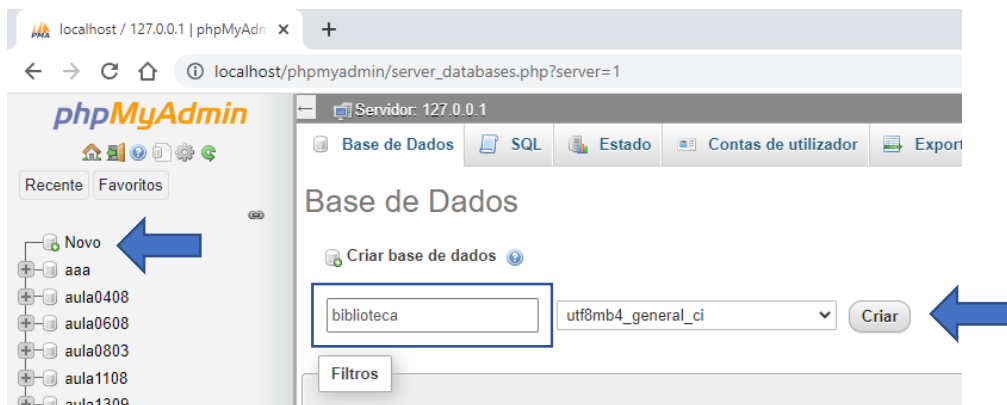 localhost / 127.0.0.1 | phpMyAdm
localhost/phpmyadmin/server_databases.php?server=1
phpMyAdmin
Recente Favoritos
Novo
aaa
aula0408
aula0608
aula0803
aula1108
aula1309
Servidor: 127.0.0.1
Base de Dados SQL Estado Contas de utilizador Export
Base de Dados
Criar base de dados
biblioteca utf8mb4_general_ci Criar
Filtros